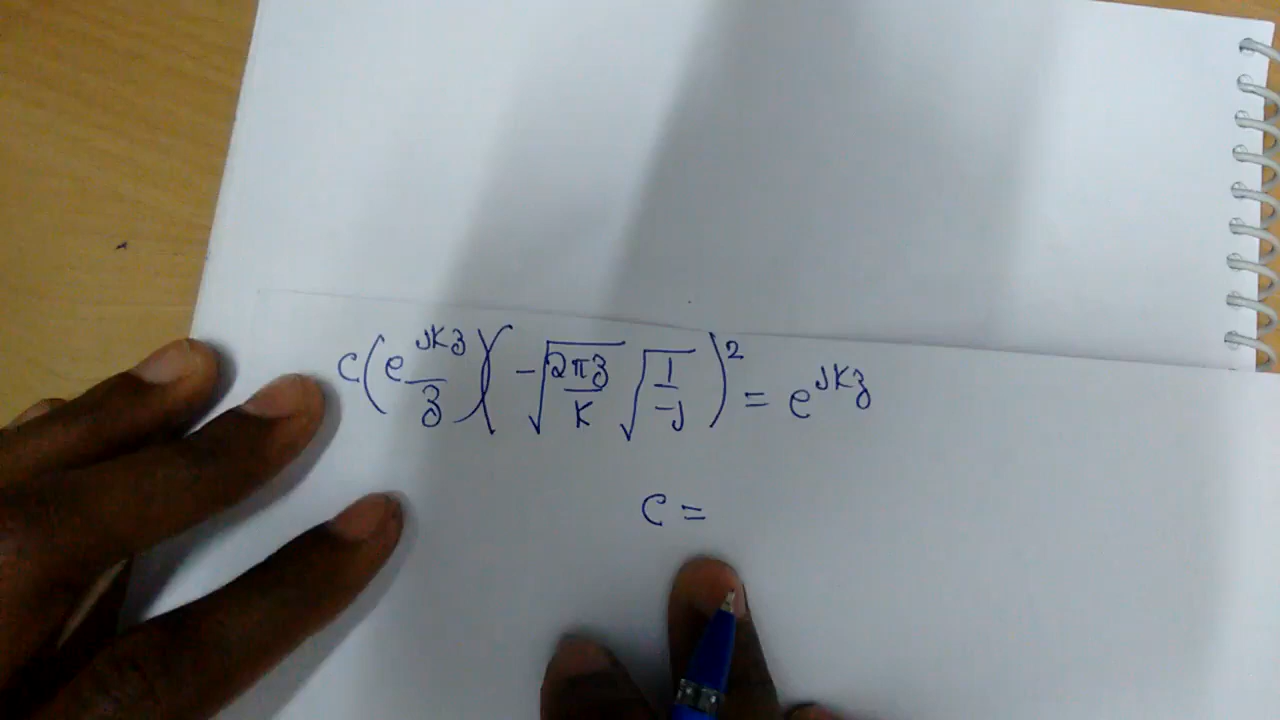 C(e^{jkz}/z)(-√(2πz/k) √(1/-j))² = e^{jkz}
C =